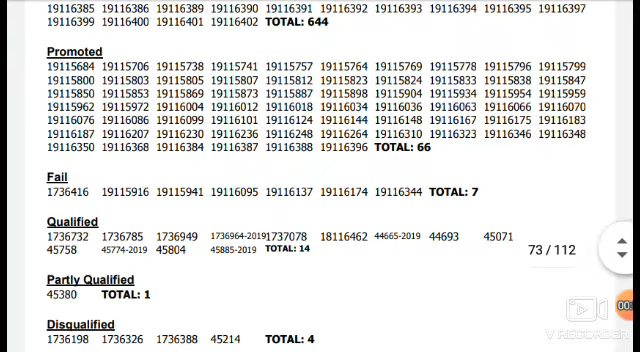 19116385 19116386 19116389 19116390 19116391 19116392 19116393 19116394 19116395 19116397
19116399 19116400 19116401 19116402 TOTAL: 644
Promoted
19115684 19115706 19115738 19115741 19115757 19115764 19115769 19115778 19115796 19115799
19115800 19115803 19115805 19115807 19115812 19115823 19115824 19115833 19115838 19115847
19115850 19115853 19115869 19115873 19115887 19115898 19115904 19115934 19115954 19115959
19115962 19115972 19116004 19116012 19116018 19116034 19116036 19116063 19116066 19116070
19116076 19116086 19116099 19116101 19116124 19116144 19116148 19116167 19116175 19116183
19116187 19116207 19116230 19116236 19116248 19116264 19116310 19116323 19116346 19116348
19116350 19116368 19116384 19116387 19116388 19116396 TOTAL: 66
Fail
1736416 19115916 19115941 19116095 19116137 19116174 19116344 TOTAL: 7
Qualified
1736732 1736785 1736949 1736964-2019 1737078 18116462 44665-2019 44693 45071
45758 45774-2019 45804 45885-2019 TOTAL: 14
73 / 112
Partly Qualified
45380 TOTAL: 1
Disqualified
1736198 1736326 1736388 45214 TOTAL: 4
V RECORDER